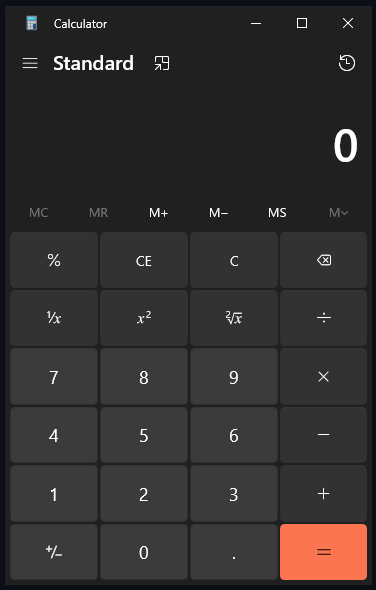 Calculator
Standard
0
MC MR M+ M− MS M
% CE C
¹/x x² ²√x ÷
7 8 9 ×
4 5 6 −
1 2 3 +
+/− 0 . =